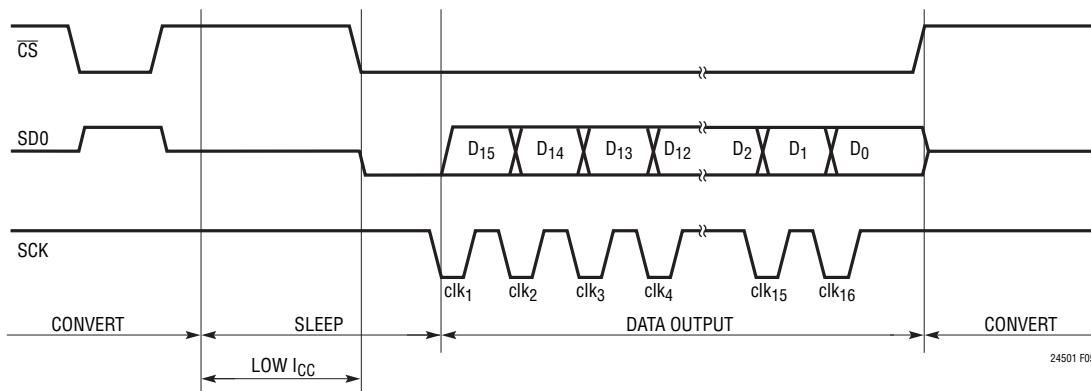 CS
SD0
D15 D14 D13 D12 D2 D1 D0
SCK
clk1 clk2 clk3 clk4 clk15 clk16
CONVERT SLEEP DATA OUTPUT CONVERT
LOW ICC